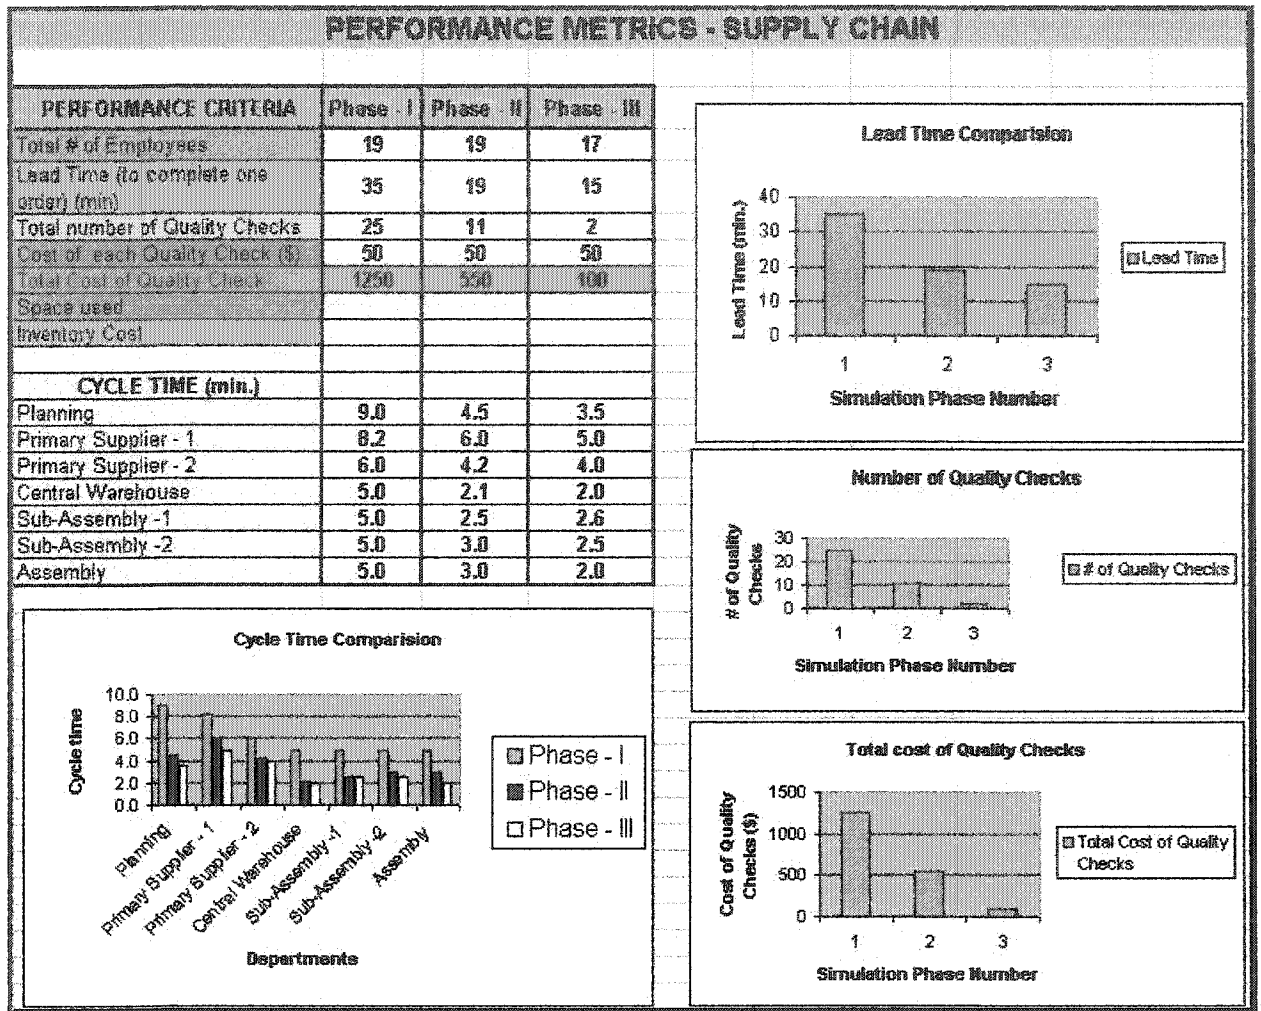 PERFORMANCE METRICS - SUPPLY CHAIN
PERFORMANCE CRITERIA Phase - I Phase - II Phase - III
Total # of Employees 19 19 17
Lead Time (to complete one
order) (min) 35 19 15
Total number of Quality Checks 25 11 2
Cost of each Quality Check ($) 50 50 50
Total Cost of Quality Check 1250 550 100
Space used
Inventory Cost
CYCLE TIME (min.)
Planning 9.0 4.5 3.5
Primary Supplier - 1 8.2 6.0 5.0
Primary Supplier - 2 6.0 4.2 4.0
Central Warehouse 5.0 2.1 2.0
Sub-Assembly -1 5.0 2.5 2.6
Sub-Assembly -2 5.0 3.0 2.5
Assembly 5.0 3.0 2.0
Cycle Time Comparision
Cycle time
10.0
8.0
6.0
4.0
2.0
0.0
Planning
Primary Supplier - 1
Primary Supplier - 2
Central Warehouse
Sub-Assembly -1
Sub-Assembly -2
Assembly
Departments
Phase - I
Phase - II
Phase - III
Lead Time Comparision
Lead Time (min.)
40
30
20
10
0
1 2 3
Simulation Phase Number
Lead Time
Number of Quality Checks
# of Quality
Checks
30
20
10
0
1 2 3
Simulation Phase Number
# of Quality Checks
Total cost of Quality Checks
Cost of Quality
Checks ($)
1500
1000
500
0
1 2 3
Simulation Phase Number
Total Cost of Quality
Checks